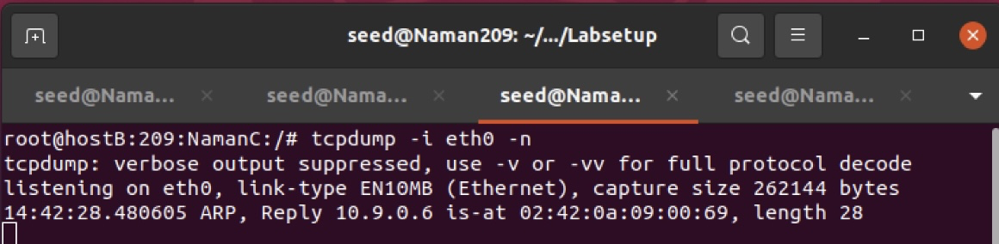 seed@Naman209: ~/.../Labsetup
seed@Nama... seed@Nama... seed@Nama... seed@Nama...
root@hostB:209:NamanC:/# tcpdump -i eth0 -n
tcpdump: verbose output suppressed, use -v or -vv for full protocol decode
listening on eth0, link-type EN10MB (Ethernet), capture size 262144 bytes
14:42:28.480605 ARP, Reply 10.9.0.6 is-at 02:42:0a:09:00:69, length 28